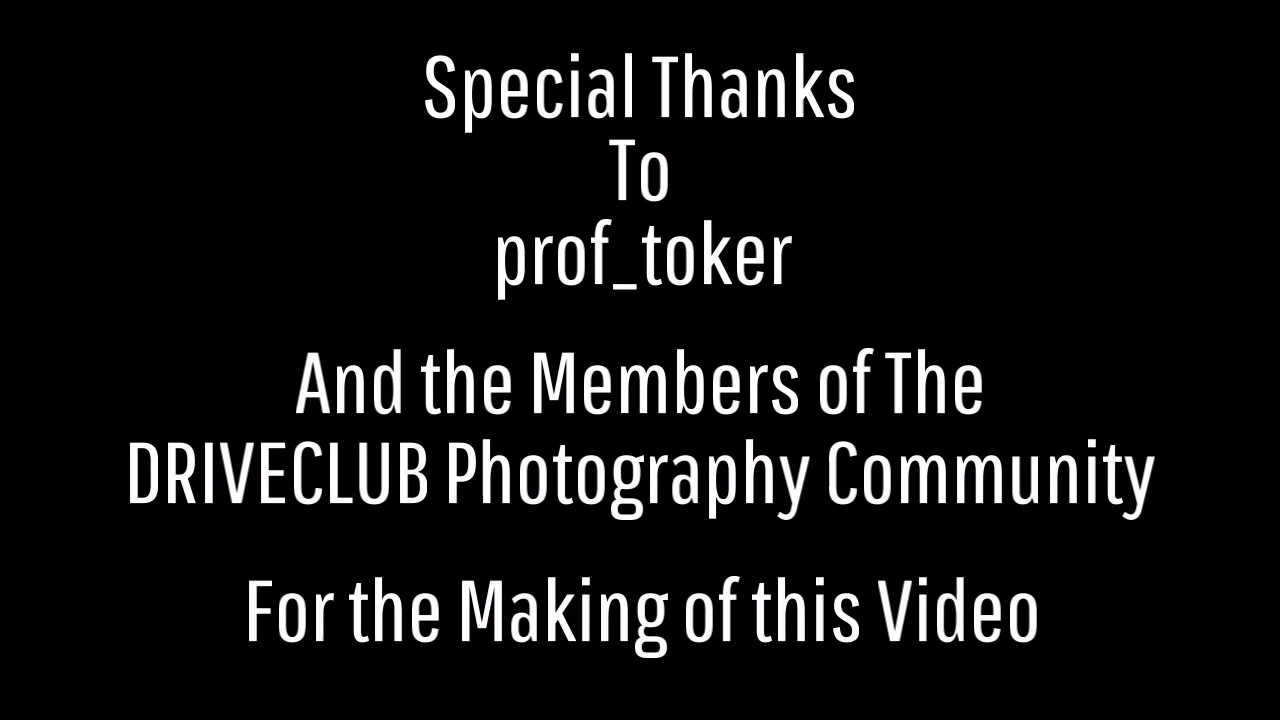 Special Thanks
To
prof_toker
And the Members of The
DRIVECLUB Photography Community
For the Making of this Video